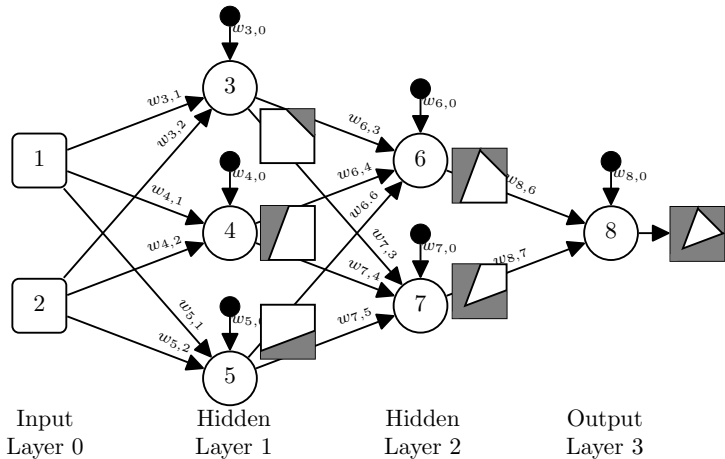 w3,0
3
w3,1
w3,2
w6,0
w6,3
1
6
w4,0
w6,4
w8,6
w8,0
w4,1
w6,6
4
8
w4,2
w7,3
w7,0
w8,7
w7,4
2
7
w5,1
w5,
w7,5
w5,2
5
Input
Layer 0
Hidden
Layer 1
Hidden
Layer 2
Output
Layer 3